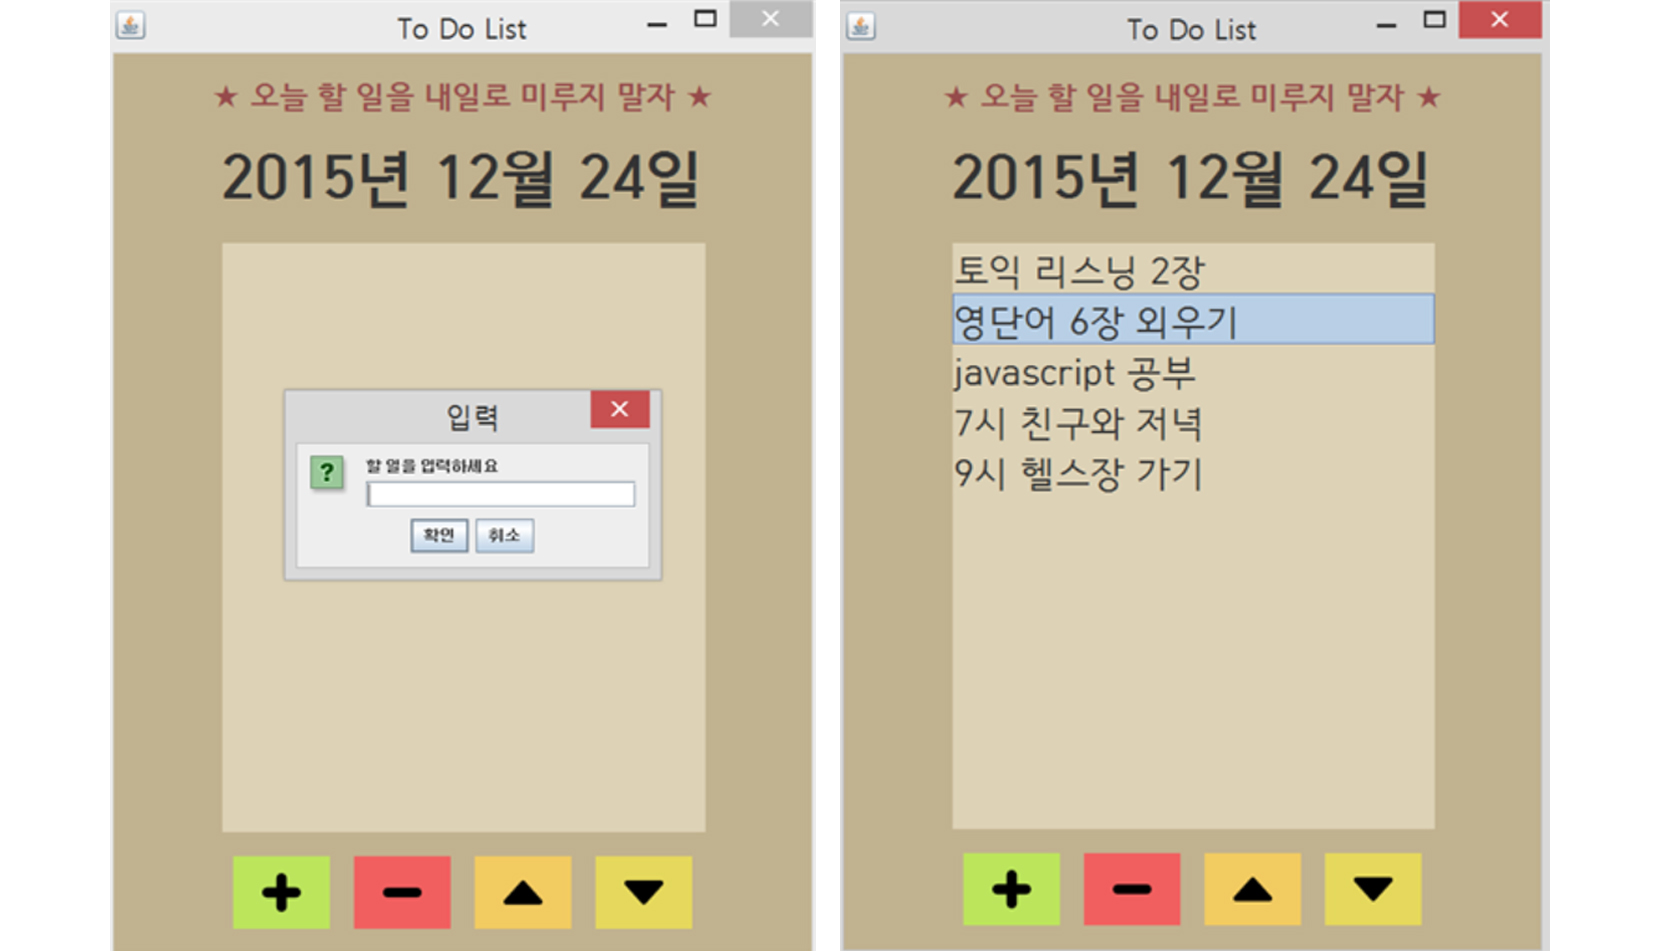 To Do List
★ 오늘 할 일을 내일로 미루지 말자 ★
2015년 12월 24일
입력
할 일을 입력하세요
확인
취소
To Do List
★ 오늘 할 일을 내일로 미루지 말자 ★
2015년 12월 24일
토익 리스닝 2장
영단어 6장 외우기
javascript 공부
7시 친구와 저녁
9시 헬스장 가기